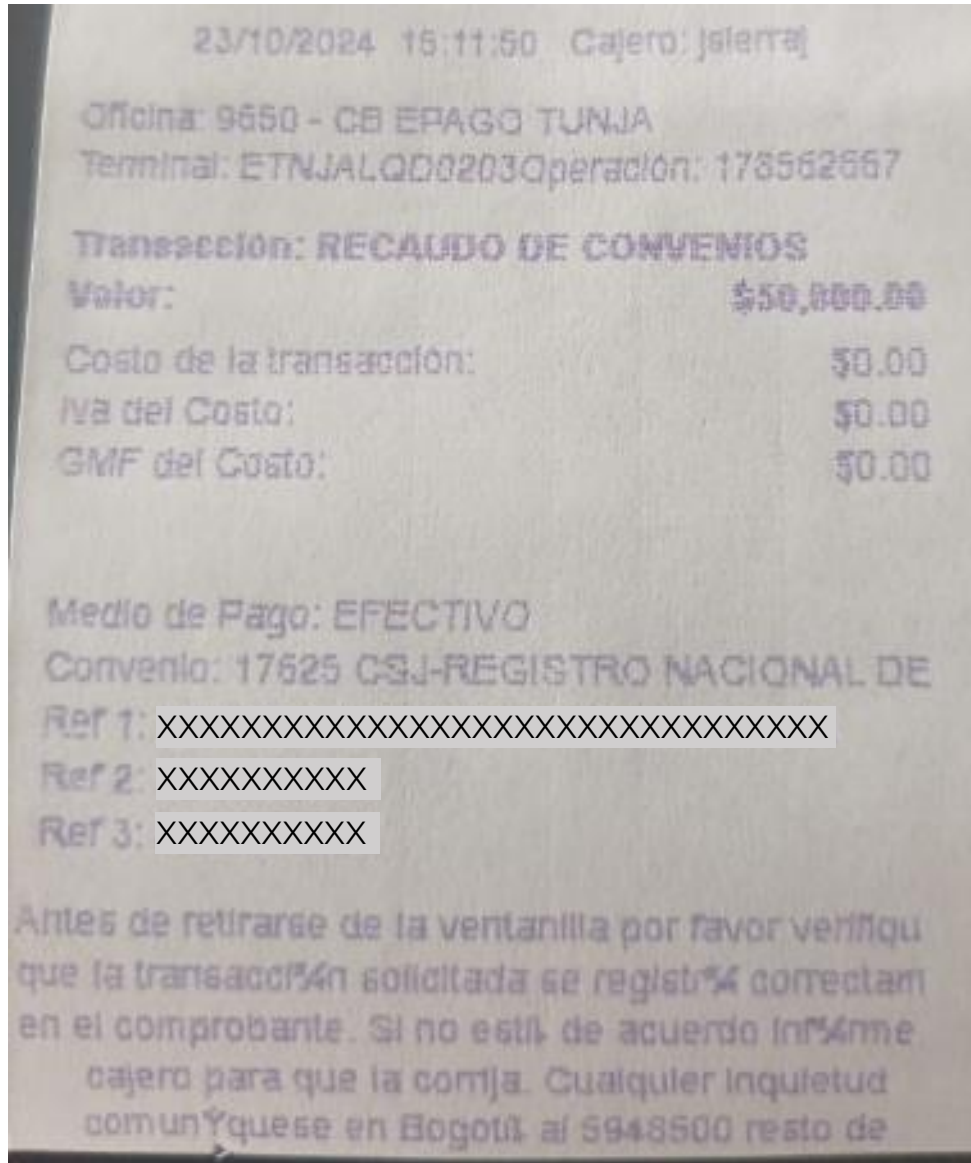 23/10/2024 15:11:50 Cajero: jsierraj
Oficina: 9650 - CB EPAGO TUNJA
Terminal: ETNJALQD0203Operación: 178562667
Transacción: RECAUDO DE CONVENIOS
Valor: $50,000.00
Costo de la transacción: $0.00
Iva del Costo: $0.00
GMF del Costo: $0.00
Medio de Pago: EFECTIVO
Convenio: 17625 CSJ-REGISTRO NACIONAL DE
Ref 1: XXXXXXXXXXXXXXXXXXXXXXXXXXXXXXXX
Ref 2: XXXXXXXXXX
Ref 3: XXXXXXXXXX
Antes de retirarse de la ventanilla por favor verifiqu
que la transacci¾n solicitada se registr¾ correctam
en el comprobante. Si no estß de acuerdo inf¾rme
cajero para que la corrija. Cualquier inquietud
comunÝquese en Bogotß al 5948500 resto de